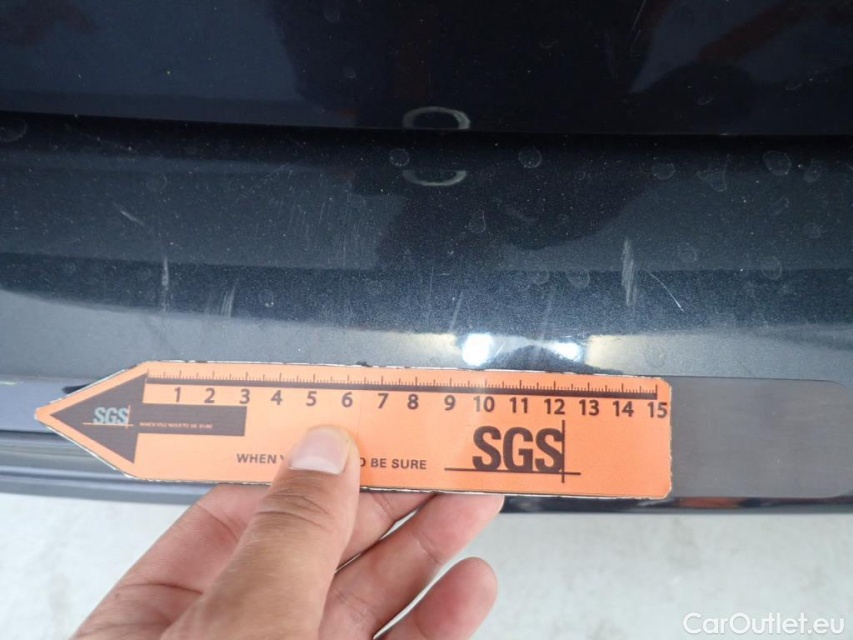 1 2 3 4 5 6 7 8 9 10 11 12 13 14 15
SGS
WHEN
BE SURE
SGS
CarOutlet.eu